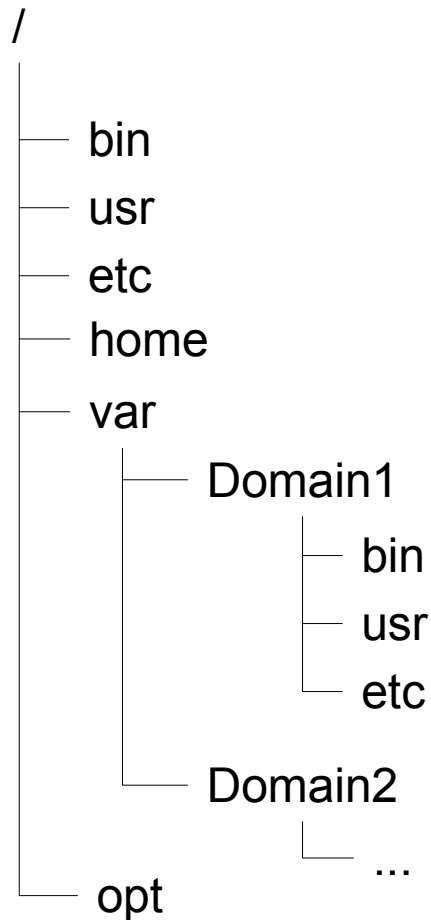 /
bin
usr
etc
home
var
Domain1
bin
usr
etc
Domain2
...
opt